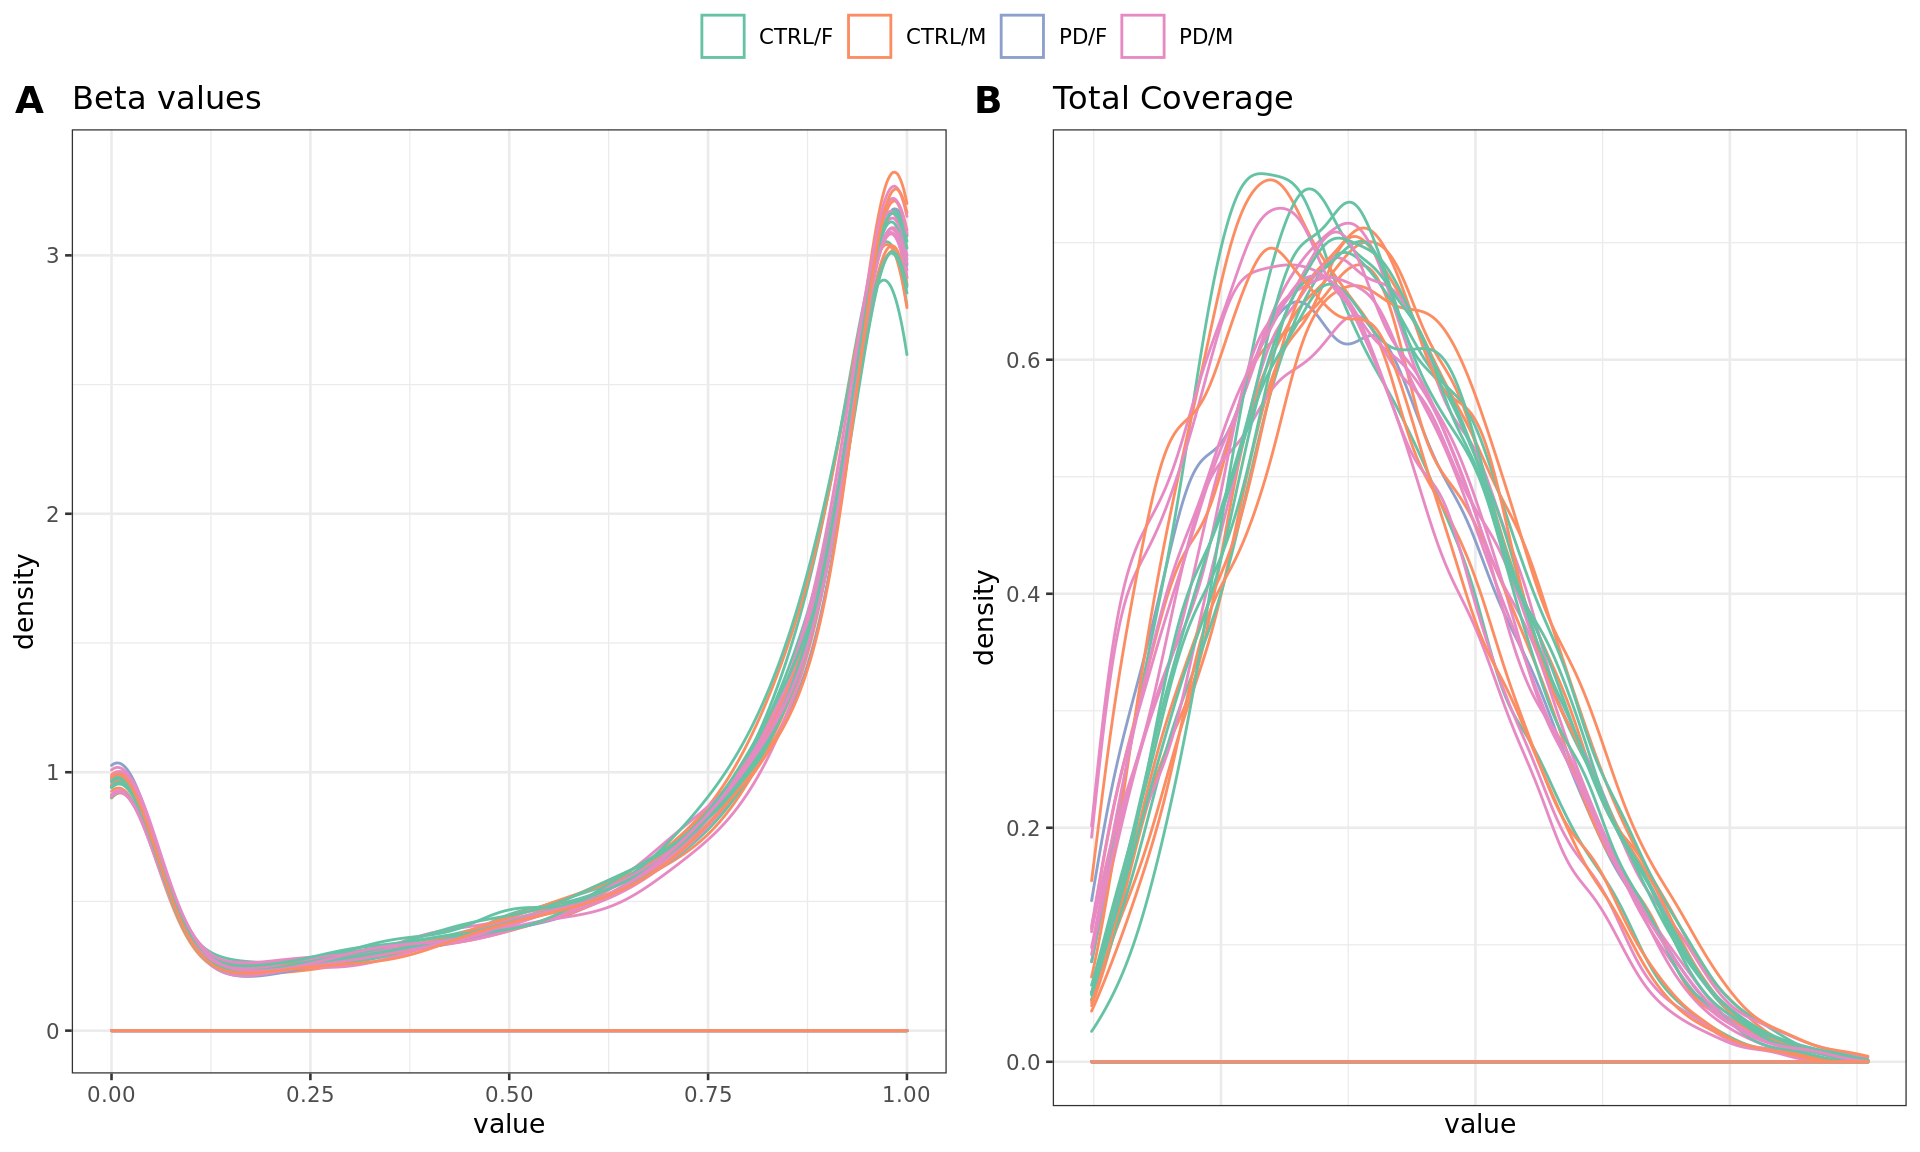 CTRL/F CTRL/M PD/F PD/M
A Beta values
density
3
2
1
0
0.00 0.25 0.50 0.75 1.00
value
B Total Coverage
density
0.6
0.4
0.2
0.0
value